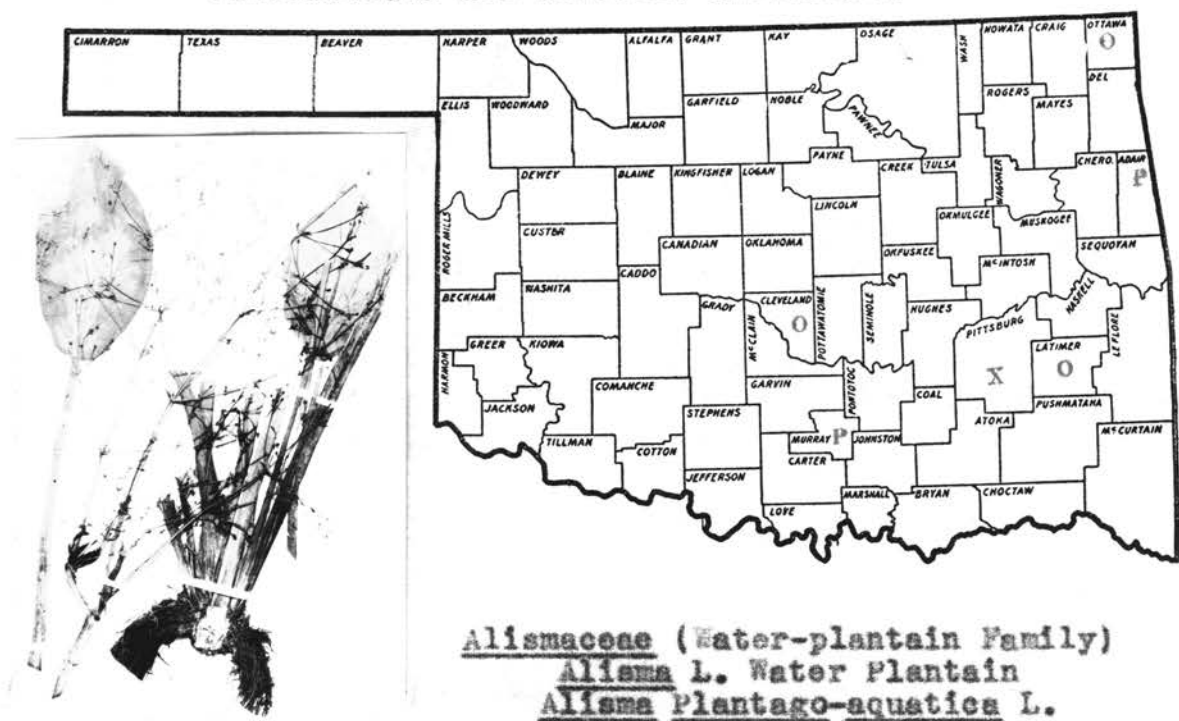 CIMARRON TEXAS BEAVER HARPER WOODS ALFALFA GRANT KAY OSAGE WASH NOWATA CRAIG OTTAWA
O
DEL
ELLIS WOODWARD GARFIELD NOBLE ROGERS MAYES
MAJOR PAWNEE
PAYNE
DEWEY BLAINE KINGFISHER LOGAN CREEK TULSA WAGONER CHERO. ADAIR
P
LINCOLN
ROGER MILLS CUSTER CANADIAN OKLAHOMA OKMULGEE MUSKOGEE
OKFUSKEE SEQUOYAH
CADDO MCINTOSH
BECKHAM WASHITA GRADY CLEVELAND POTTAWATOMIE SEMINOLE HUGHES PITTSBURG HASKELL LE FLORE
O
MCCLAIN
GREER KIOWA LATIMER
HARMON X O
COMANCHE GARVIN PONTOTOC COAL
JACKSON STEPHENS PUSHMATAHA
ATOKA
TILLMAN COTTON MURRAY P JOHNSTON MCCURTAIN
CARTER
JEFFERSON
MARSHALL BRYAN CHOCTAW
LOVE
Alismaceae (Water-plantain Family)
Alisma L. Water Plantain
Alisma Plantago-aquatica L.